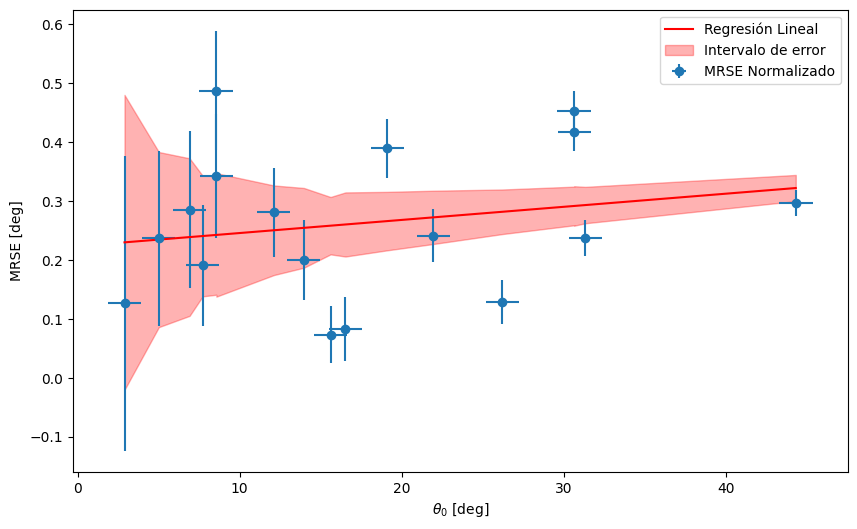 Regresión Lineal
Intervalo de error
MRSE Normalizado
0.6
0.5
0.4
0.3
0.2
0.1
0.0
−0.1
MRSE [deg]
0 10 20 30 40
θ₀ [deg]